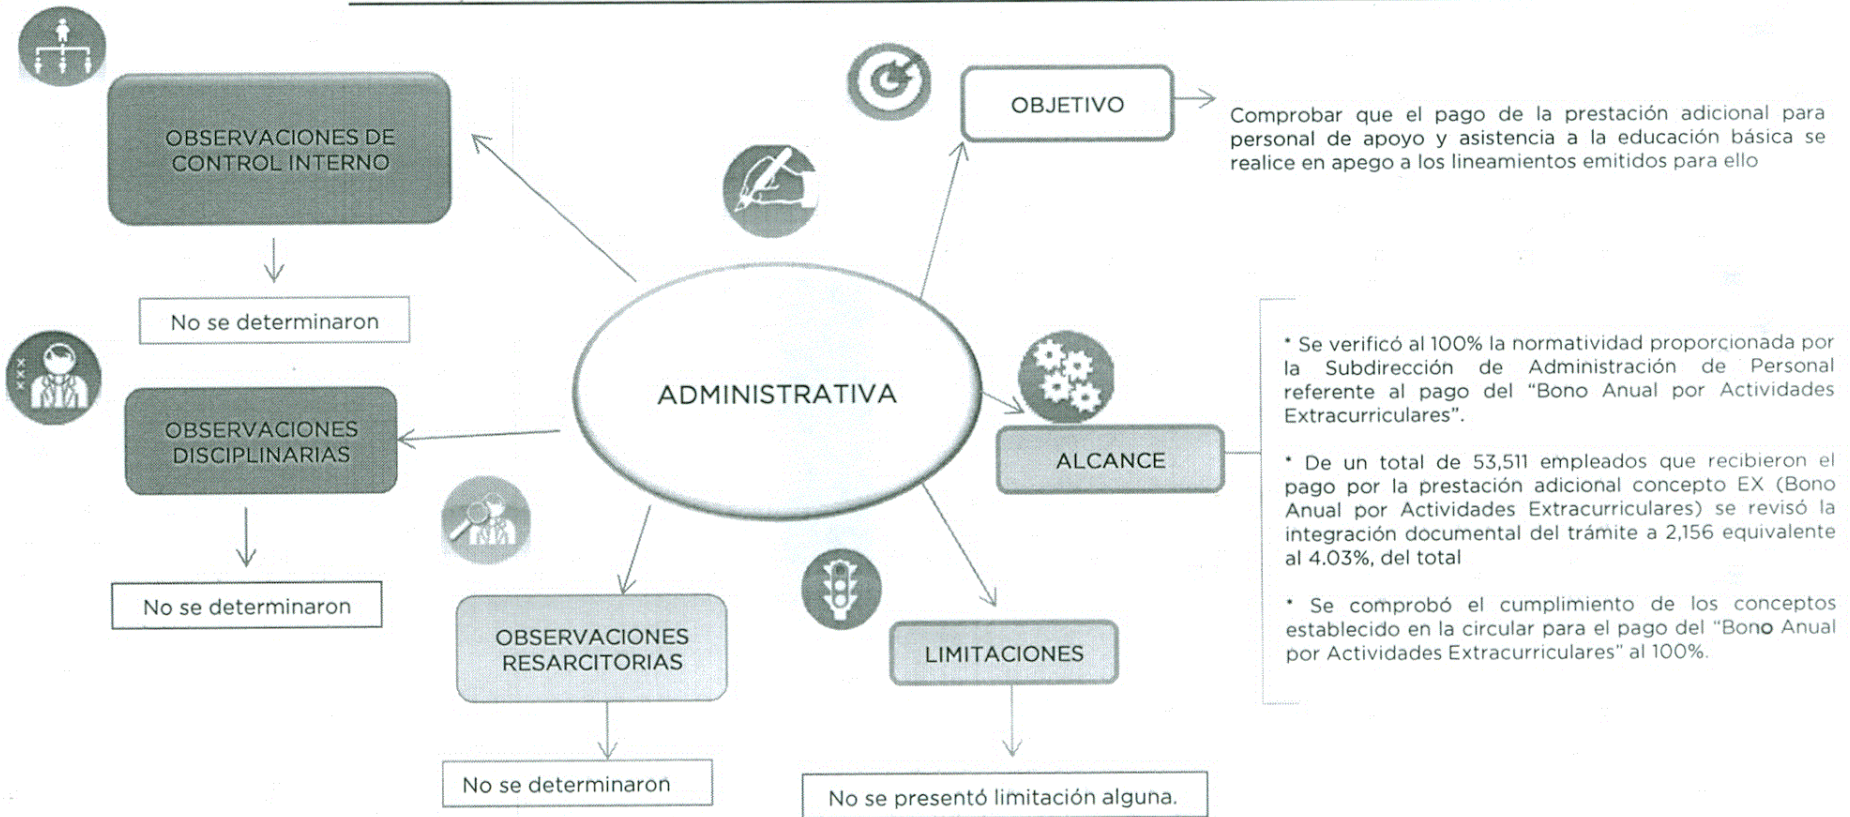 OBSERVACIONES DE
CONTROL INTERNO
No se determinaron
OBSERVACIONES
DISCIPLINARIAS
No se determinaron
OBSERVACIONES
RESARCITORIAS
No se determinaron
ADMINISTRATIVA
OBJETIVO
Comprobar que el pago de la prestación adicional para
personal de apoyo y asistencia a la educación básica se
realice en apego a los lineamientos emitidos para ello
ALCANCE
* Se verificó al 100% la normatividad proporcionada por
la Subdirección de Administración de Personal
referente al pago del “Bono Anual por Actividades
Extracurriculares”.
* De un total de 53,511 empleados que recibieron el
pago por la prestación adicional concepto EX (Bono
Anual por Actividades Extracurriculares) se revisó la
integración documental del trámite a 2,156 equivalente
al 4.03%, del total
* Se comprobó el cumplimiento de los conceptos
establecido en la circular para el pago del “Bono Anual
por Actividades Extracurriculares” al 100%.
LIMITACIONES
No se presentó limitación alguna.